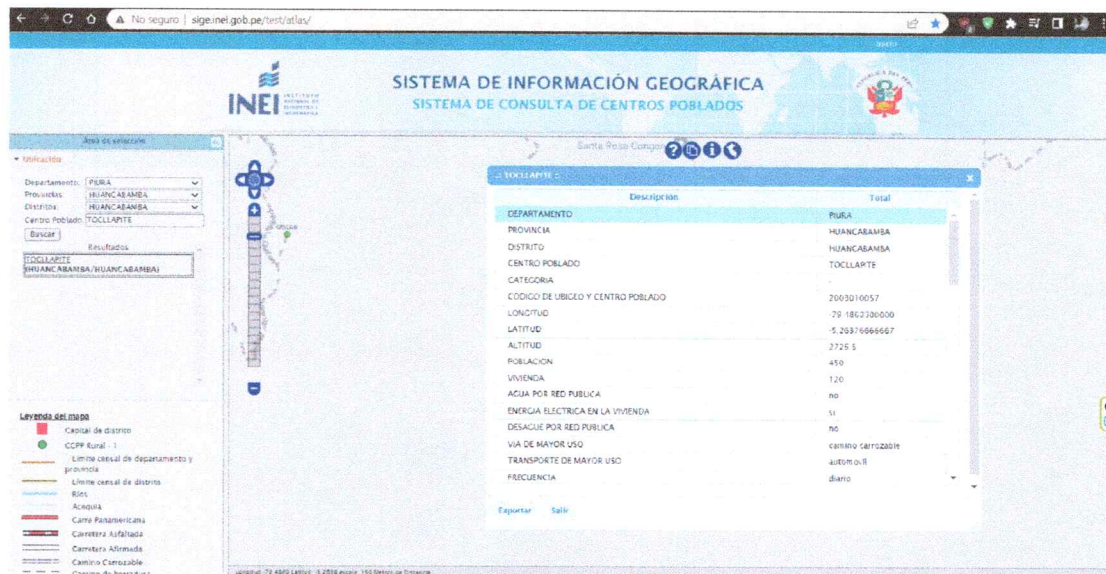 No seguro | sige.inei.gob.pe/test/atlas/
INEI
SISTEMA DE INFORMACIÓN GEOGRÁFICA
SISTEMA DE CONSULTA DE CENTROS POBLADOS
Área de selección
Ubicación
Departamento: PIURA
Provincias: HUANCABAMBA
Distritos: HUANCABAMBA
Centro Poblado: TOCLLAPITE
Buscar
Resultados
TOCLLAPITE
(HUANCABAMBA/HUANCABAMBA)
Leyenda del mapa
Capital de distrito
CCPP Rural - 1
Limite censal de departamento y
provincia
Limite censal de distrito
Rios
Acequia
Carre Panamericana
Carretera Asfaltada
Carretera Afirmada
Camino Carrozable
Camino de herradura
.:: TOCLLAPITE ::.
x
Descripción Total
DEPARTAMENTO PIURA
PROVINCIA HUANCABAMBA
DISTRITO HUANCABAMBA
CENTRO POBLADO TOCLLAPITE
CATEGORIA -
CODIGO DE UBIGEO Y CENTRO POBLADO 2003010057
LONGITUD
LATITUD -5.26376666667
ALTITUD 2725.5
POBLACION 450
VIVIENDA 120
AGUA POR RED PUBLICA no
ENERGIA ELECTRICA EN LA VIVIENDA si
DESAGUE POR RED PUBLICA no
VIA DE MAYOR USO camino carrozable
TRANSPORTE DE MAYOR USO automovil
FRECUENCIA diario
Exportar Salir